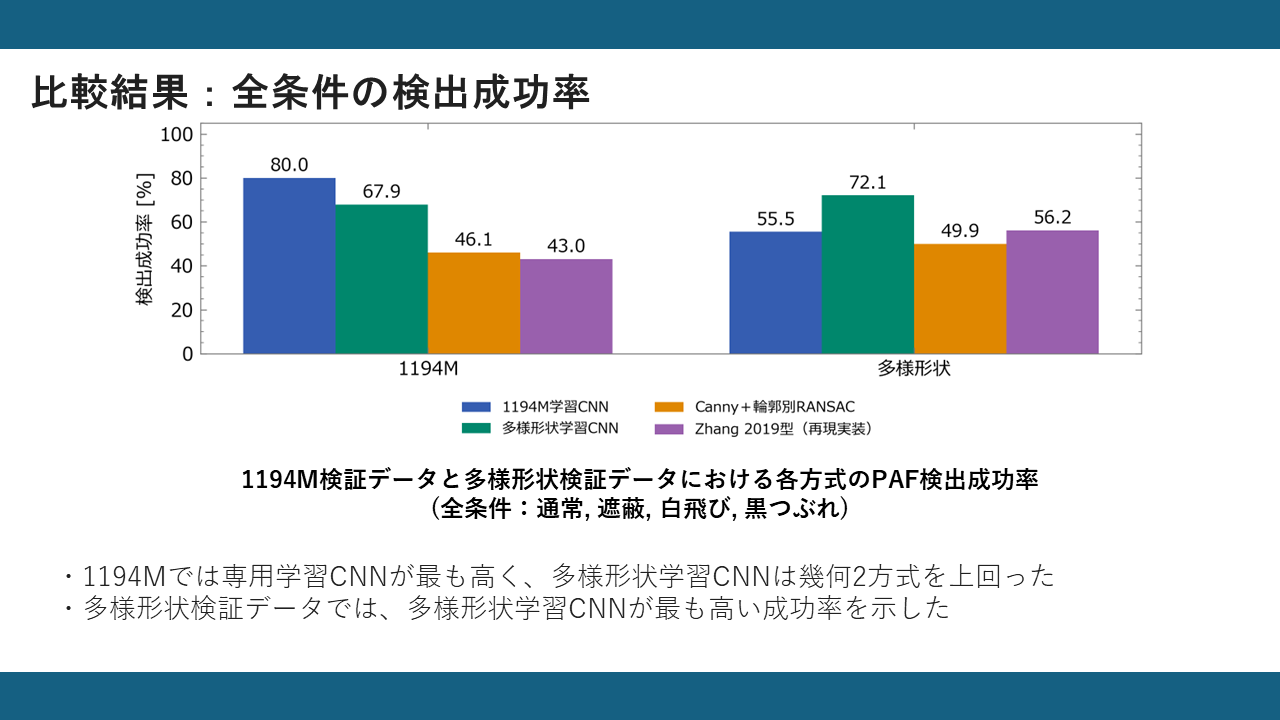 比較結果：全条件の検出成功率
検出成功率 [%]
100
80
60
40
20
0
80.0
67.9
46.1
43.0
55.5
72.1
49.9
56.2
1194M
多様形状
1194M学習CNN
多様形状学習CNN
Canny＋輪郭別RANSAC
Zhang 2019型（再現実装）
1194M検証データと多様形状検証データにおける各方式のPAF検出成功率
（全条件：通常, 遮蔽, 白飛び, 黒つぶれ）
・1194Mでは専用学習CNNが最も高く、多様形状学習CNNは幾何2方式を上回った
・多様形状検証データでは、多様形状学習CNNが最も高い成功率を示した